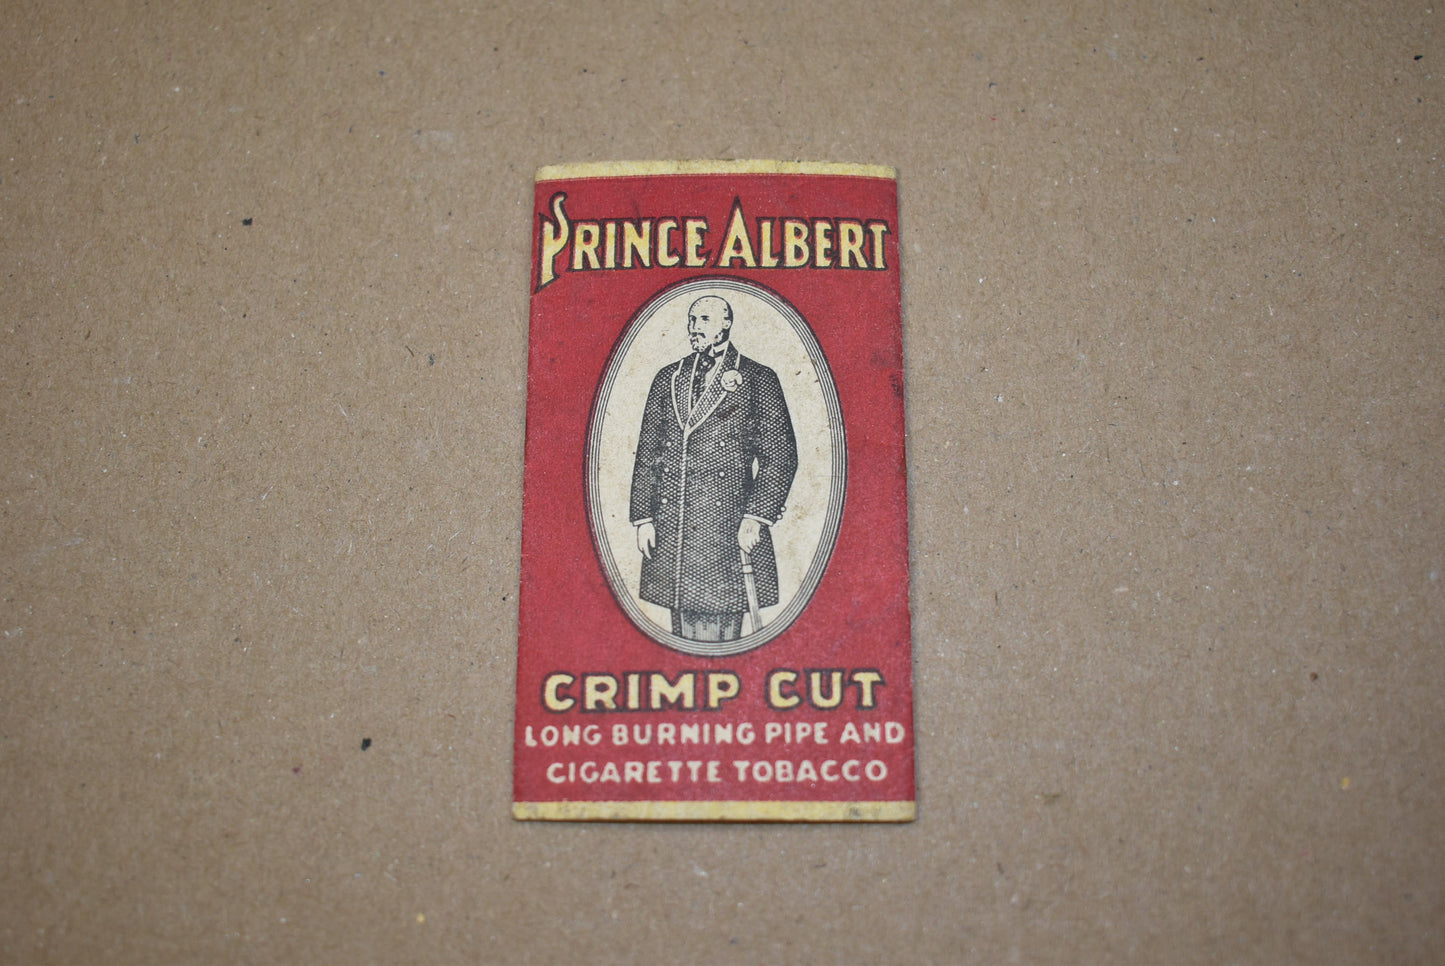 PRINCE ALBERT
CRIMP CUT
LONG BURNING PIPE AND
CIGARETTE TOBACCO